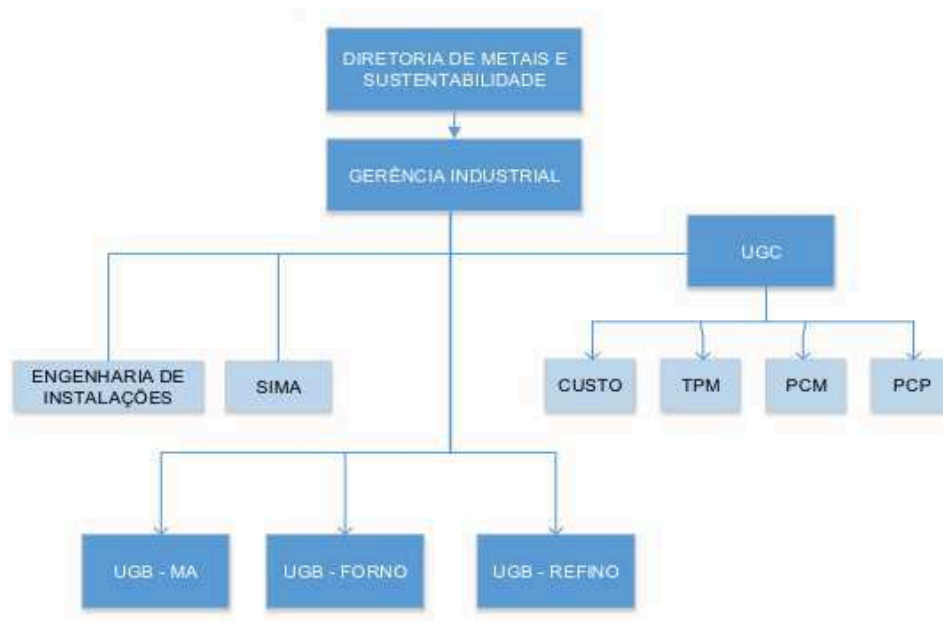 DIRETORIA DE METAIS E
SUSTENTABILIDADE
GERÊNCIA INDUSTRIAL
UGC
ENGENHARIA DE
INSTALAÇÕES
SIMA
CUSTO
TPM
PCM
PCP
UGB - MA
UGB - FORNO
UGB - REFINO